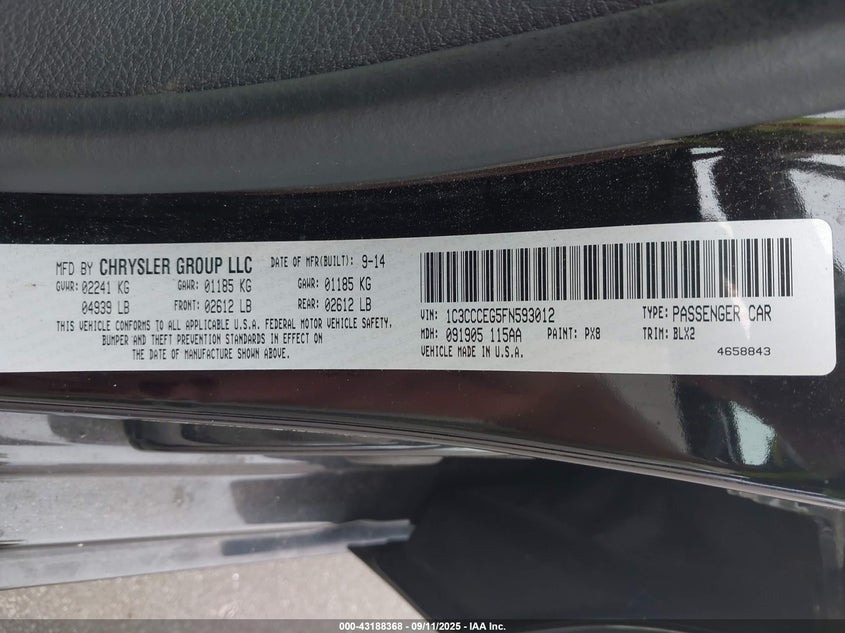 MFD BY CHRYSLER GROUP LLC DATE OF MFR(BUILT): 9-14
GVWR: 02241 KG GAWR: 01185 KG GAWR: 01185 KG
04939 LB FRONT: 02612 LB REAR: 02612 LB
THIS VEHICLE CONFORMS TO ALL APPLICABLE U.S.A. FEDERAL MOTOR VEHICLE SAFETY,
BUMPER AND THEFT PREVENTION STANDARDS IN EFFECT ON
THE DATE OF MANUFACTURE SHOWN ABOVE.
VIN: 1C3CCCEG5FN593012 TYPE: PASSENGER CAR
MDH: 091905 115AA PAINT: PX8 TRIM: BLX2
VEHICLE MADE IN U.S.A. 4658843
000-43188368 - 09/11/2025 - IAA Inc.